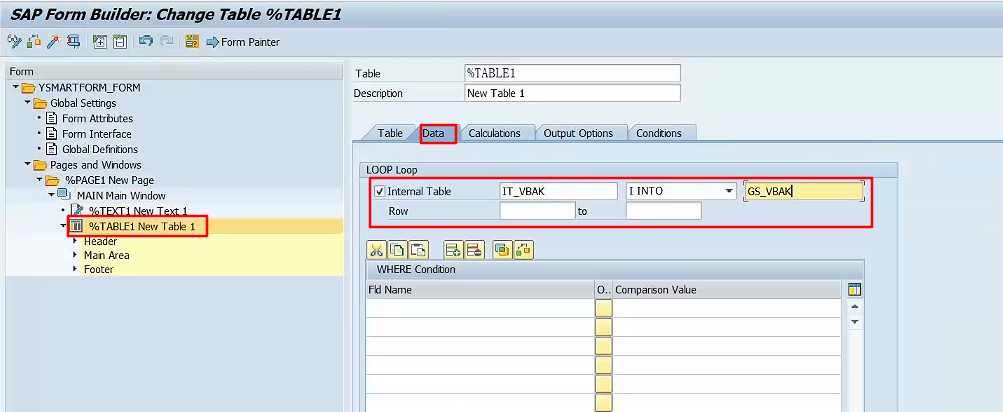 SAP Form Builder: Change Table %TABLE1
Form Painter
Form
YSMARTFORM_FORM
Global Settings
Form Attributes
Form Interface
Global Definitions
Pages and Windows
%PAGE1 New Page
MAIN Main Window
%TEXT1 New Text 1
%TABLE1 New Table 1
Header
Main Area
Footer
Table %TABLE1
Description New Table 1
Table Data Calculations Output Options Conditions
LOOP Loop
Internal Table IT_VBAK I INTO GS_VBAK
Row to
WHERE Condition
Fld Name O.. Comparison Value